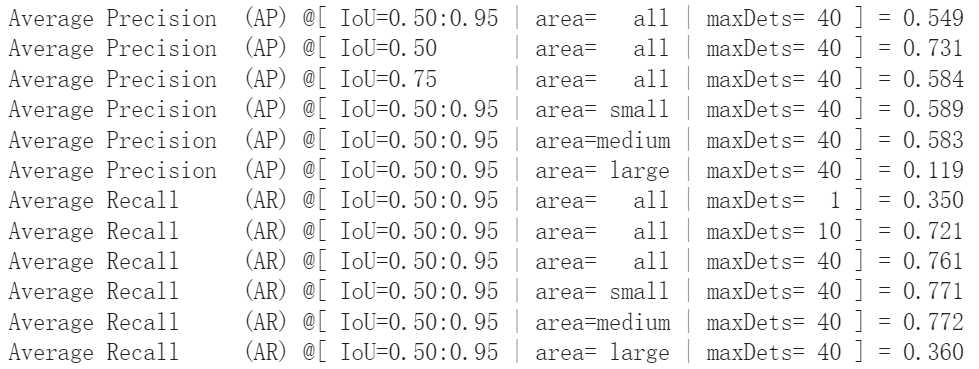 Average Precision  (AP) @[ IoU=0.50:0.95 | area=   all | maxDets= 40 ] = 0.549
Average Precision  (AP) @[ IoU=0.50      | area=   all | maxDets= 40 ] = 0.731
Average Precision  (AP) @[ IoU=0.75      | area=   all | maxDets= 40 ] = 0.584
Average Precision  (AP) @[ IoU=0.50:0.95 | area= small | maxDets= 40 ] = 0.589
Average Precision  (AP) @[ IoU=0.50:0.95 | area=medium | maxDets= 40 ] = 0.583
Average Precision  (AP) @[ IoU=0.50:0.95 | area= large | maxDets= 40 ] = 0.119
Average Recall     (AR) @[ IoU=0.50:0.95 | area=   all | maxDets=  1 ] = 0.350
Average Recall     (AR) @[ IoU=0.50:0.95 | area=   all | maxDets= 10 ] = 0.721
Average Recall     (AR) @[ IoU=0.50:0.95 | area=   all | maxDets= 40 ] = 0.761
Average Recall     (AR) @[ IoU=0.50:0.95 | area= small | maxDets= 40 ] = 0.771
Average Recall     (AR) @[ IoU=0.50:0.95 | area=medium | maxDets= 40 ] = 0.772
Average Recall     (AR) @[ IoU=0.50:0.95 | area= large | maxDets= 40 ] = 0.360